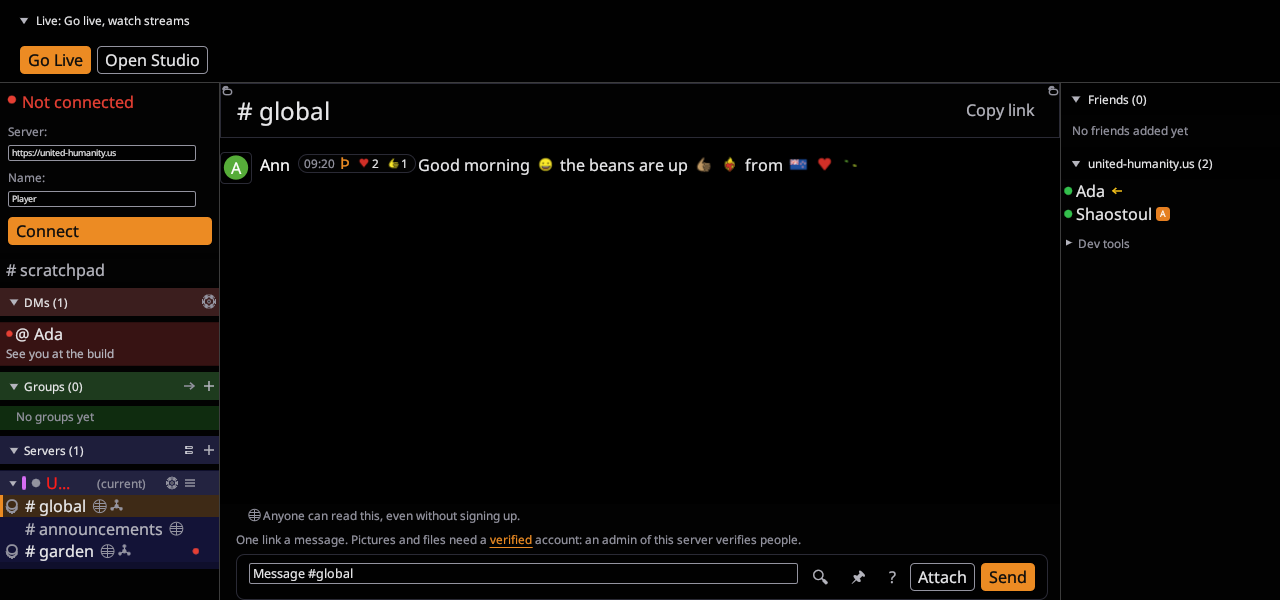 Live: Go live, watch streams
Go Live
Open Studio
Not connected
Server:
https://united-humanity.us
Name:
Player
Connect
# scratchpad
DMs (1)
@ Ada
See you at the build
Groups (0)
No groups yet
Servers (1)
U... (current)
# global
# announcements
# garden
# global
Copy link
A Ann 09:20 Þ ❤ 2 👍 1 Good morning 😀 the beans are up 👍🏾 ❤️‍🔥 from 🇦🇺 ❤
Anyone can read this, even without signing up.
One link a message. Pictures and files need a verified account: an admin of this server verifies people.
Message #global
?
Attach
Send
Friends (0)
No friends added yet
united-humanity.us (2)
Ada
Shaostoul A
Dev tools